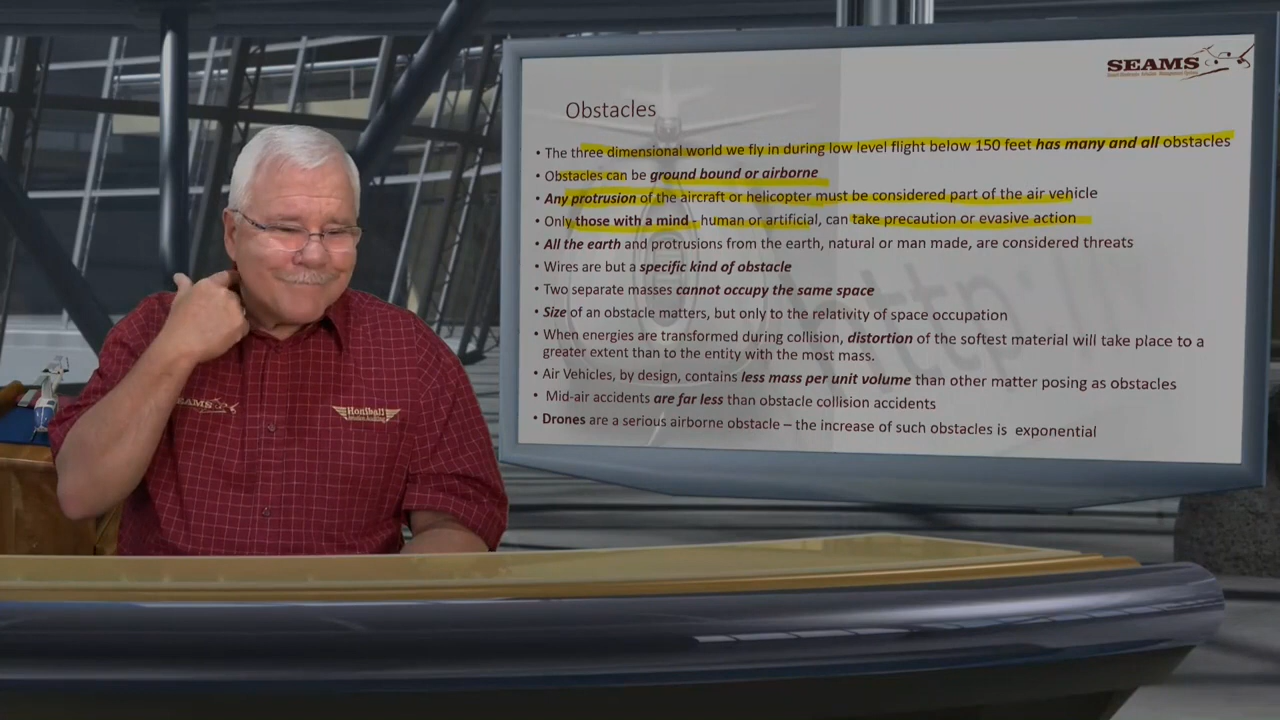 SEAMS
Obstacles
• The three dimensional world we fly in during low level flight below 150 feet has many and all obstacles
• Obstacles can be ground bound or airborne
• Any protrusion of the aircraft or helicopter must be considered part of the air vehicle
• Only those with a mind - human or artificial, can take precaution or evasive action
• All the earth and protrusions from the earth, natural or man made, are considered threats
• Wires are but a specific kind of obstacle
• Two separate masses cannot occupy the same space
• Size of an obstacle matters, but only to the relativity of space occupation
• When energies are transformed during collision, distortion of the softest material will take place to a
greater extent than to the entity with the most mass.
• Air Vehicles, by design, contains less mass per unit volume than other matter posing as obstacles
• Mid-air accidents are far less than obstacle collision accidents
• Drones are a serious airborne obstacle – the increase of such obstacles is exponential
http://
SEAMS
Honiball